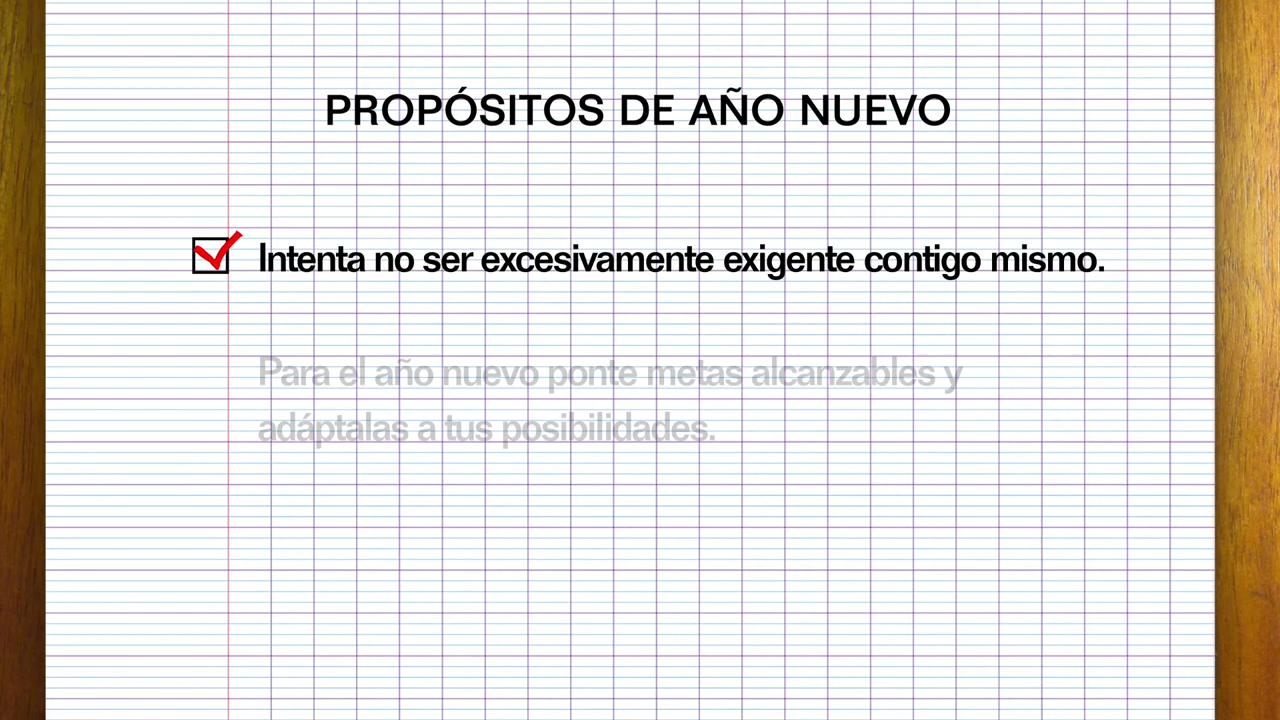 PROPÓSITOS DE AÑO NUEVO
Intenta no ser excesivamente exigente contigo mismo.
Para el año nuevo ponte metas alcanzables y
adáptalas a tus posibilidades.